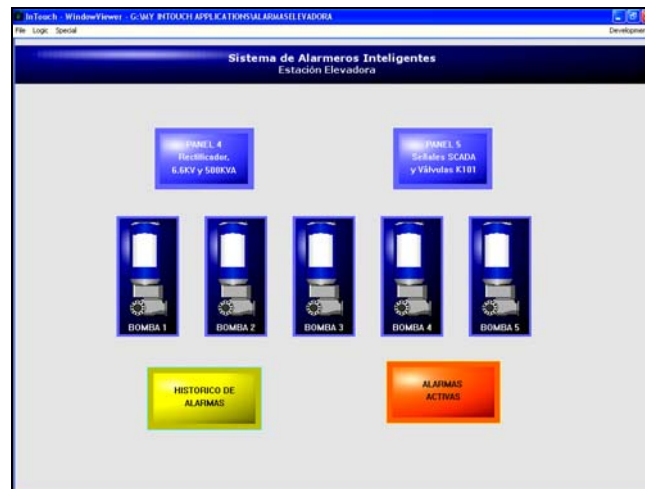 InTouch - WindowViewer - G:\MY INTOUCH APPLICATIONS\ALARMASELEVADORA
File Logic Special
Development
Sistema de Alarmeros Inteligentes
Estación Elevadora
PANEL 4
Rectificador,
6.6KV y 500KVA
PANEL 5
Señales SCADA
y Válvulas K101
BOMBA 1
BOMBA 2
BOMBA 3
BOMBA 4
BOMBA 5
HISTORICO DE
ALARMAS
ALARMAS
ACTIVAS